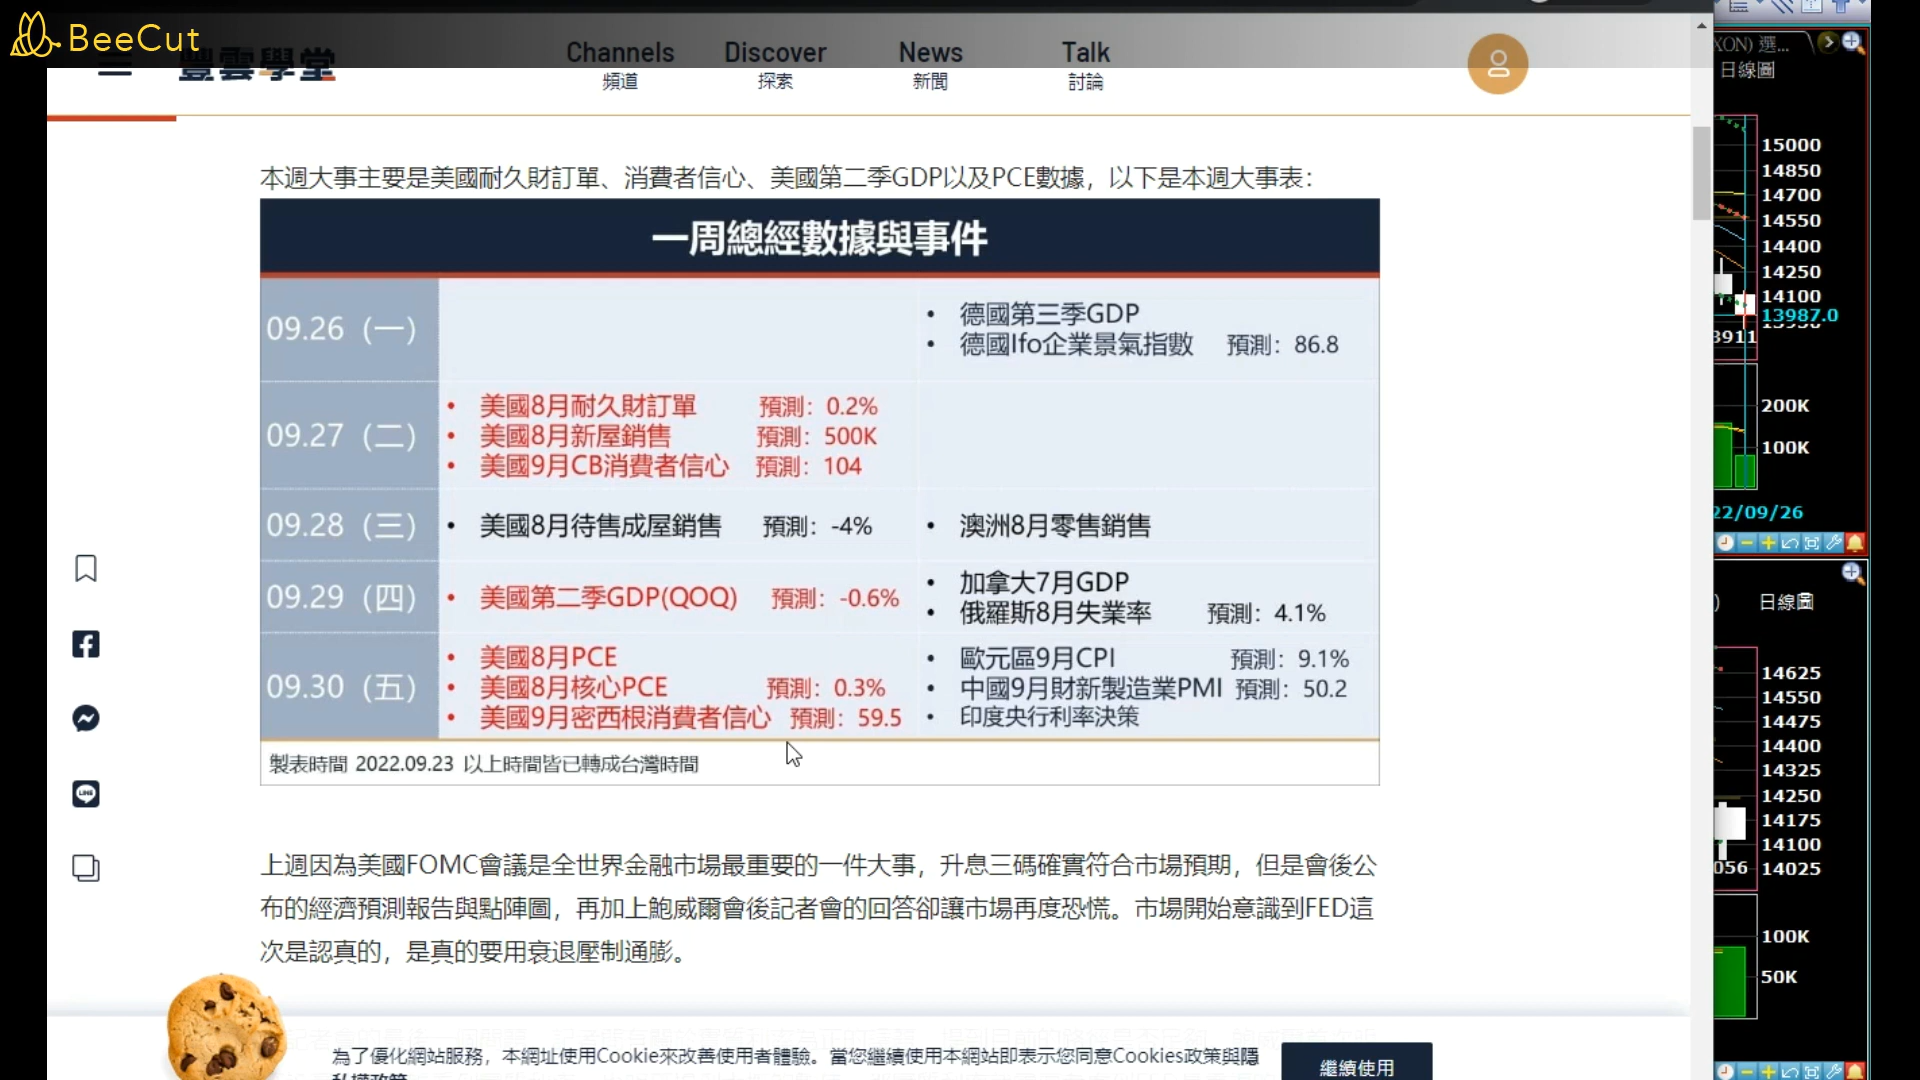 BeeCut
豐雲學堂
Channels
頻道
Discover
探索
News
新聞
Talk
討論
本週大事主要是美國耐久財訂單、消費者信心、美國第二季GDP以及PCE數據，以下是本週大事表：
一周總經數據與事件
09.26（一）
• 德國第三季GDP
• 德國Ifo企業景氣指數 預測：86.8
09.27（二）
• 美國8月耐久財訂單 預測：0.2%
• 美國8月新屋銷售 預測：500K
• 美國9月CB消費者信心 預測：104
09.28（三）
• 美國8月待售成屋銷售 預測：-4%
• 澳洲8月零售銷售
09.29（四）
• 美國第二季GDP(QOQ) 預測：-0.6%
• 加拿大7月GDP
• 俄羅斯8月失業率 預測：4.1%
09.30（五）
• 美國8月PCE
• 美國8月核心PCE 預測：0.3%
• 美國9月密西根消費者信心 預測：59.5
• 歐元區9月CPI 預測：9.1%
• 中國9月財新製造業PMI 預測：50.2
• 印度央行利率決策
製表時間 2022.09.23 以上時間皆已轉成台灣時間
上週因為美國FOMC會議是全世界金融市場最重要的一件大事，升息三碼確實符合市場預期，但是會後公
布的經濟預測報告與點陣圖，再加上鮑威爾會後記者會的回答卻讓市場再度恐慌。市場開始意識到FED這
次是認真的，是真的要用衰退壓制通膨。
為了優化網站服務，本網址使用Cookie來改善使用者體驗。當您繼續使用本網站即表示您同意Cookies政策與隱
私權政策
繼續使用
XON) 選...
日線圖
15000
14850
14700
14550
14400
14250
14100
13987.0
3911
200K
100K
22/09/26
日線圖
14625
14550
14475
14400
14325
14250
14175
14100
056
14025
100K
50K